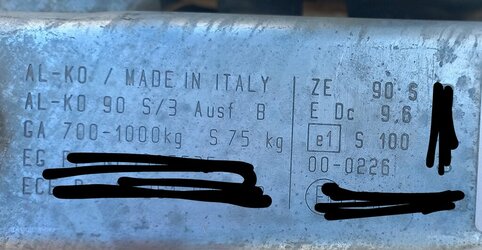 AL-KO / MADE IN ITALY
AL-KO 90 S/3 Ausf. B
GA 700-1000kg S 75 kg
EG
ECE
ZE 90 S
E Dc 9,6
e1 S 100
00-0226